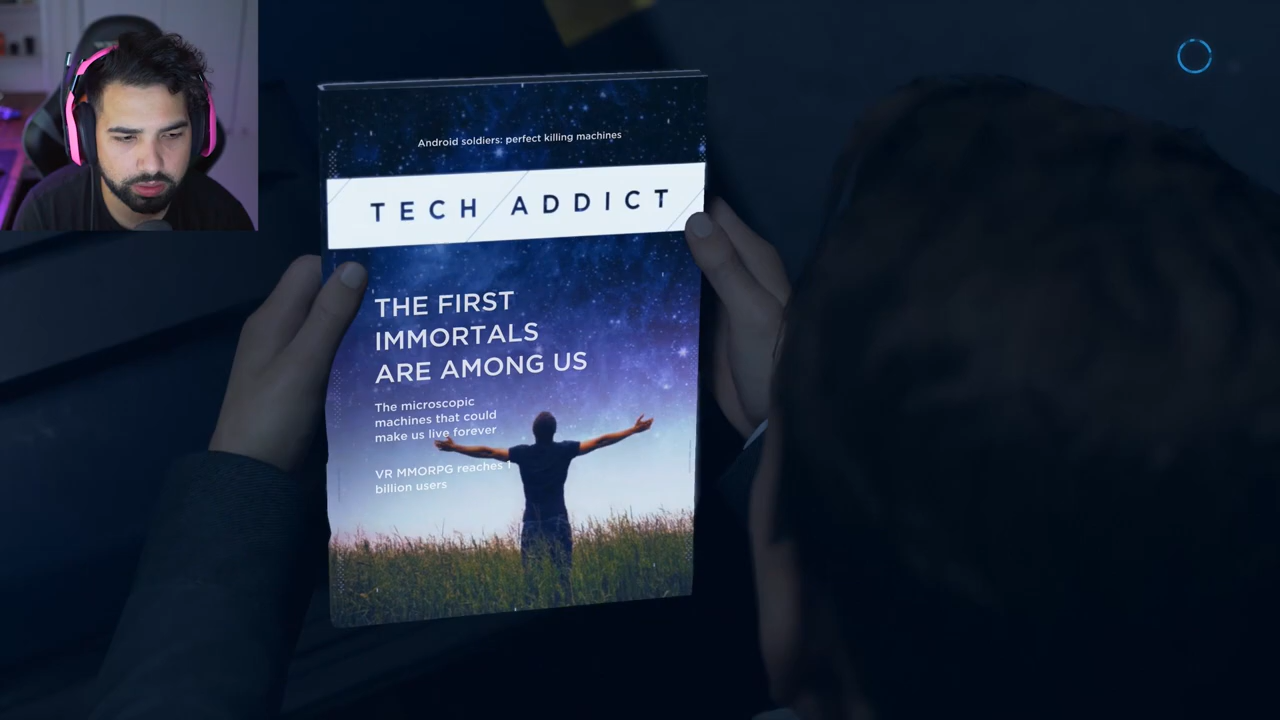 Android soldiers: perfect killing machines
TECH ADDICT
THE FIRST
IMMORTALS
ARE AMONG US
The microscopic
machines that could
make us live forever
VR MMORPG reaches 1
billion users